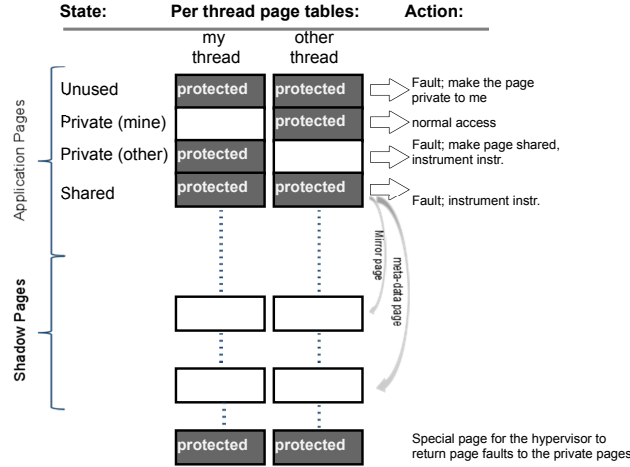 State: Per thread page tables: Action:
my thread
other thread
Application Pages
Unused protected protected Fault; make the page private to me
Private (mine) protected normal access
Private (other) protected Fault; make page shared, instrument instr.
Shared protected protected Fault; instrument instr.
Mirror page
meta-data page
Shadow Pages
protected protected Special page for the hypervisor to
return page faults to the private pages